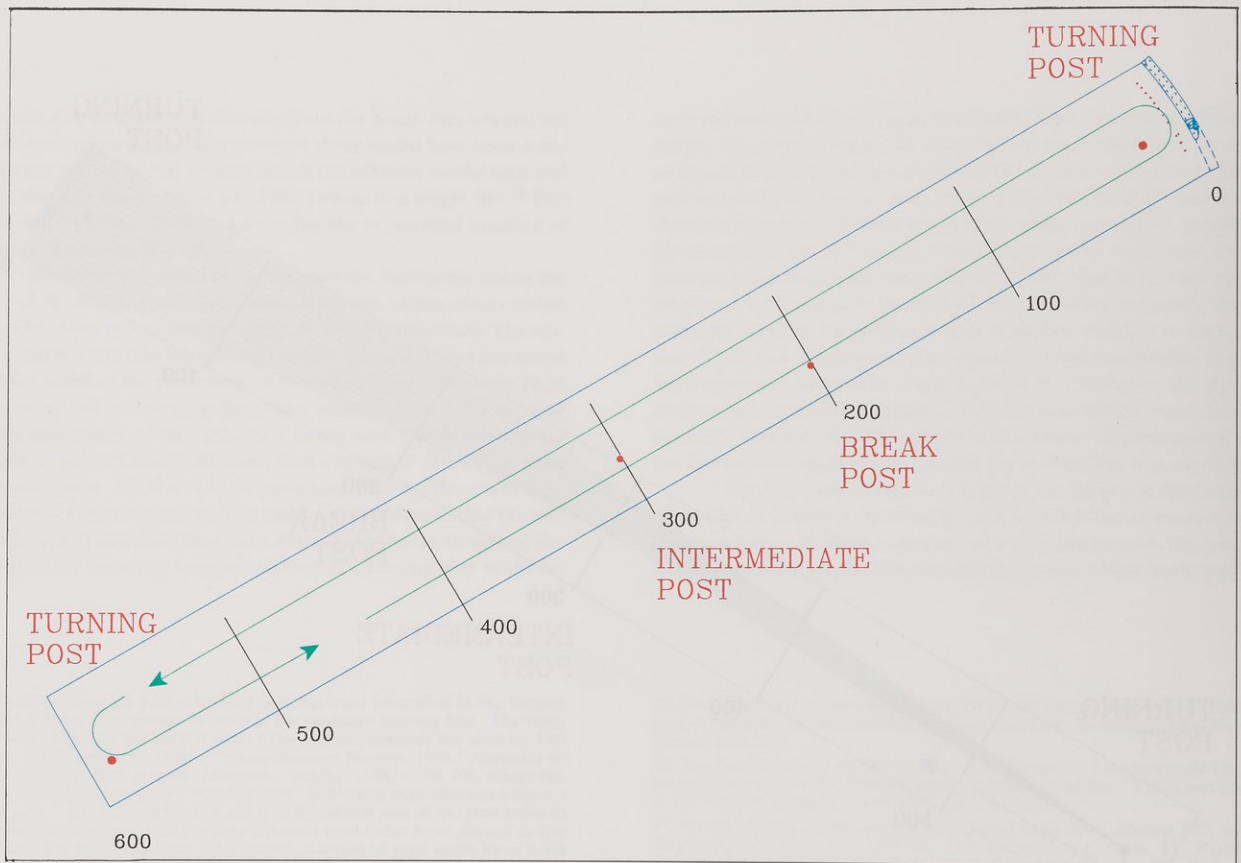 TURNING
POST
0
100
200
BREAK
POST
300
INTERMEDIATE
POST
400
TURNING
POST
500
600